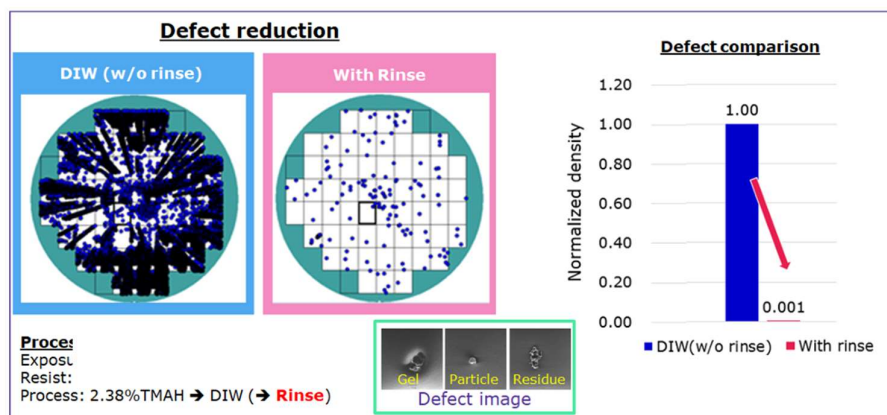 Defect reduction
DIW (w/o rinse)
With Rinse
Defect comparison
Normalized density
1.20
1.00
0.80
0.60
0.40
0.20
0.00
1.00
0.001
DIW(w/o rinse)
With rinse
Resist:
Process: 2.38%TMAH ➔ DIW (➔ Rinse)
Gel
Particle
Residue
Defect image